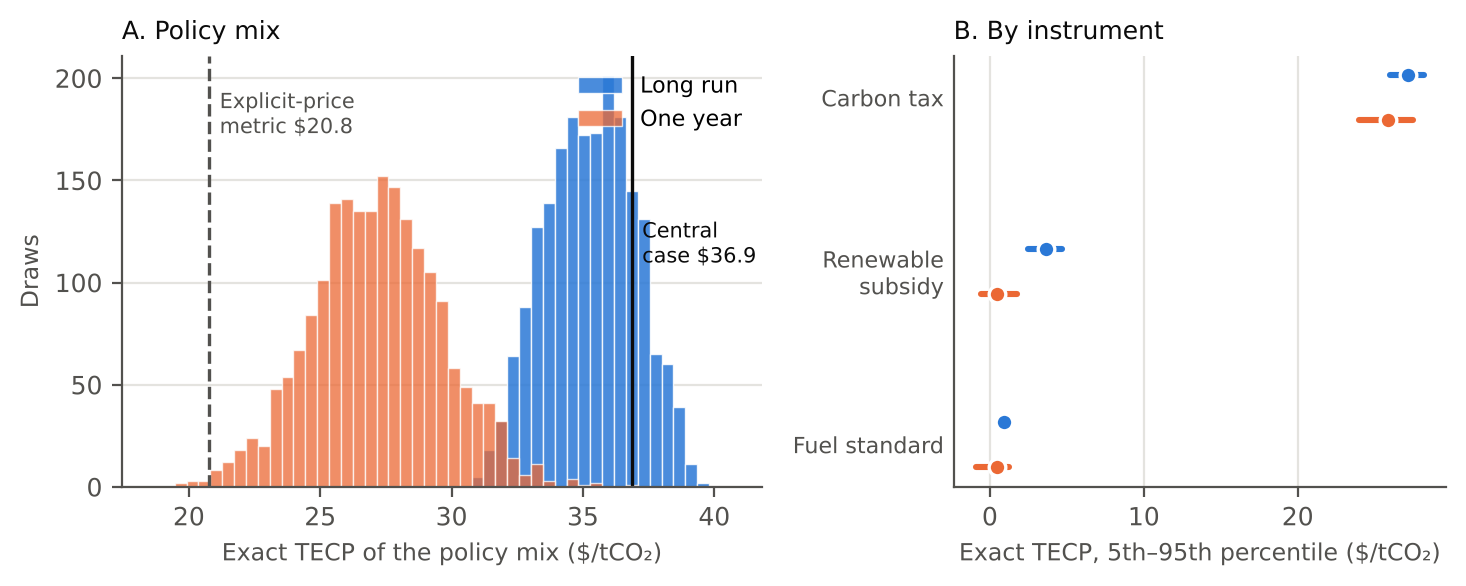 A. Policy mix
200
150
100
50
0
Draws
Explicit-price
metric $20.8
Long run
One year
Central
case $36.9
20
25
30
35
40
Exact TECP of the policy mix ($/tCO₂)
B. By instrument
Carbon tax
Renewable
subsidy
Fuel standard
0
10
20
Exact TECP, 5th–95th percentile ($/tCO₂)